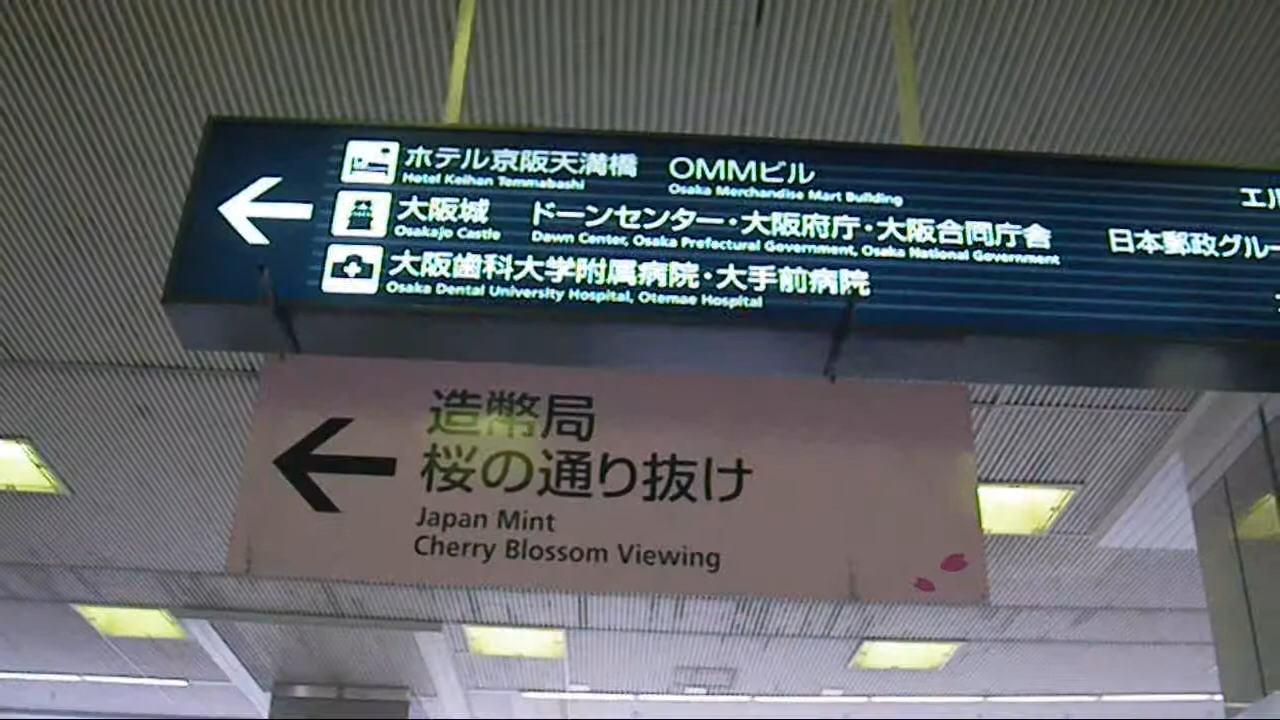 ホテル京阪天満橋 OMMビル
Hotel Keihan Temmabashi Osaka Merchandise Mart Building
エル
大阪城 ドーンセンター・大阪府庁・大阪合同庁舎 日本郵政グルー
Osakajo Castle Dawn Center, Osaka Prefectural Government, Osaka National Government
大阪歯科大学附属病院・大手前病院
Osaka Dental University Hospital, Otemae Hospital
造幣局
桜の通り抜け
Japan Mint
Cherry Blossom Viewing